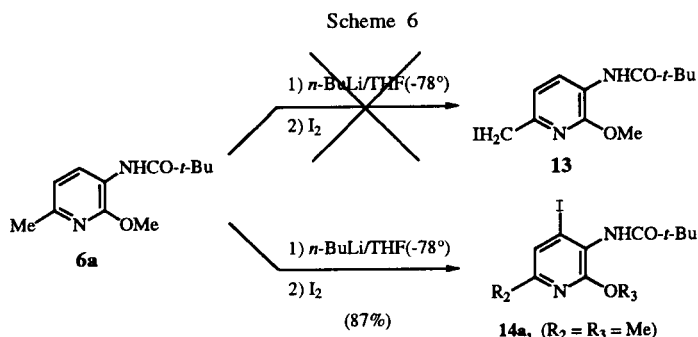 Scheme 6
1) n-BuLi/THF(-78°)
2) I2
NHCO-t-Bu
IH2C
N
OMe
13
NHCO-t-Bu
Me
N
OMe
6a
1) n-BuLi/THF(-78°)
2) I2
(87%)
I
NHCO-t-Bu
R2
N
OR3
14a, (R2 = R3 = Me)